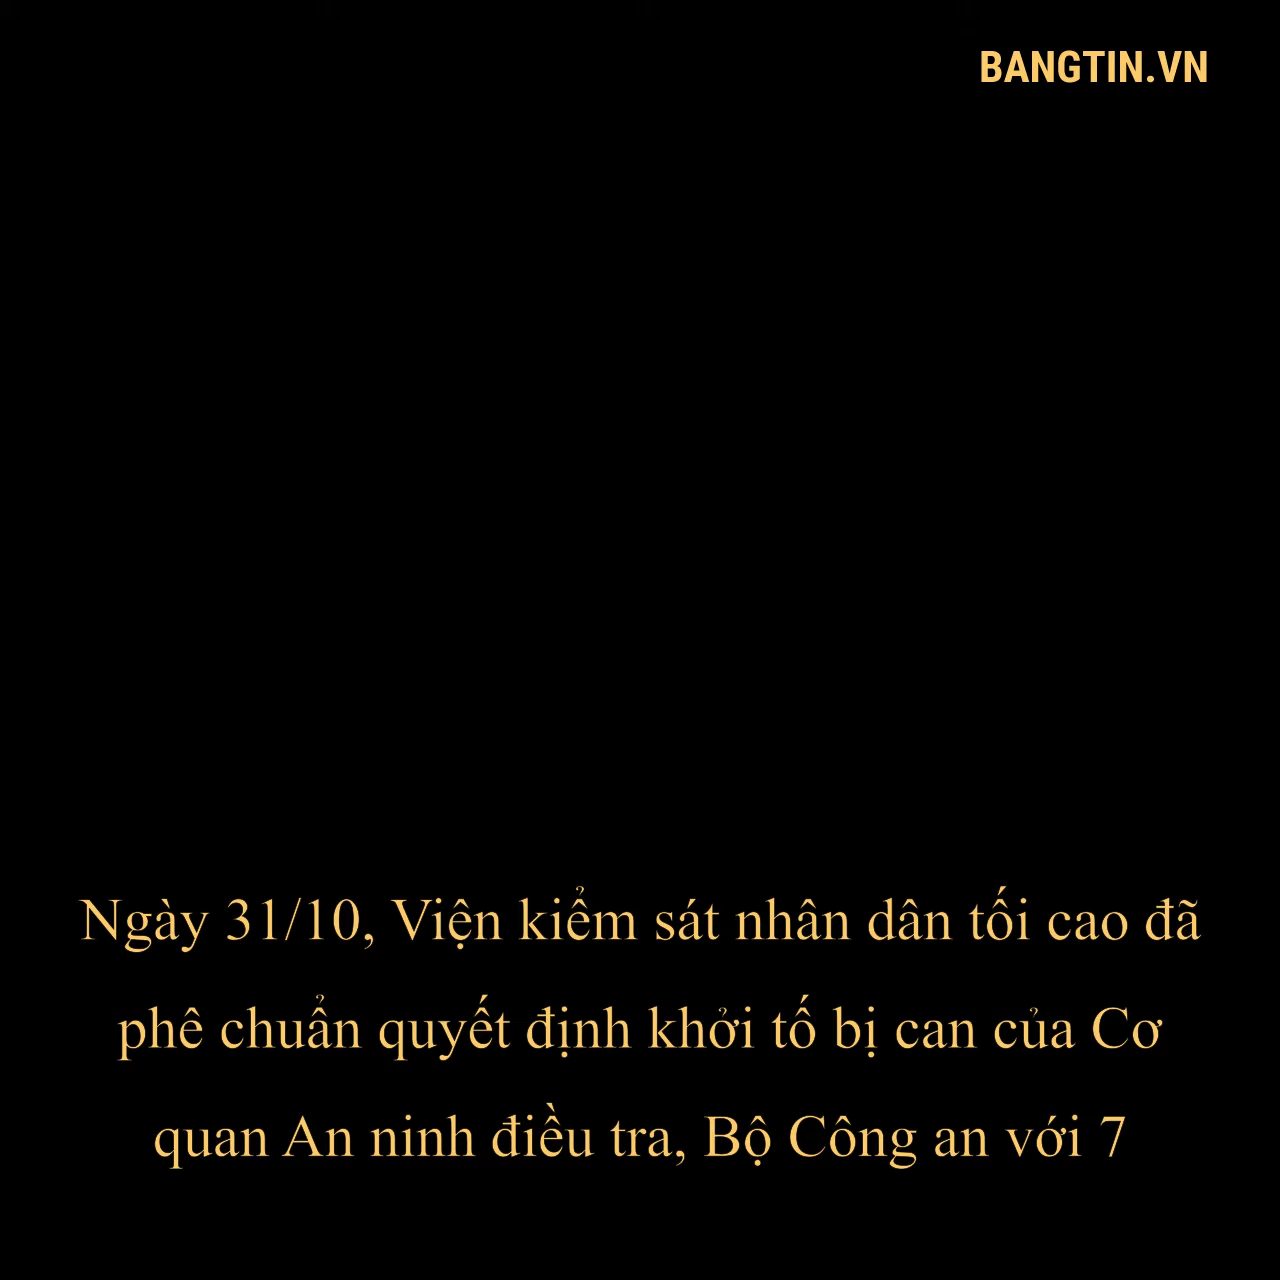 BANGTIN.VN
Ngày 31/10, Viện kiểm sát nhân dân tối cao đã
phê chuẩn quyết định khởi tố bị can của Cơ
quan An ninh điều tra, Bộ Công an với 7